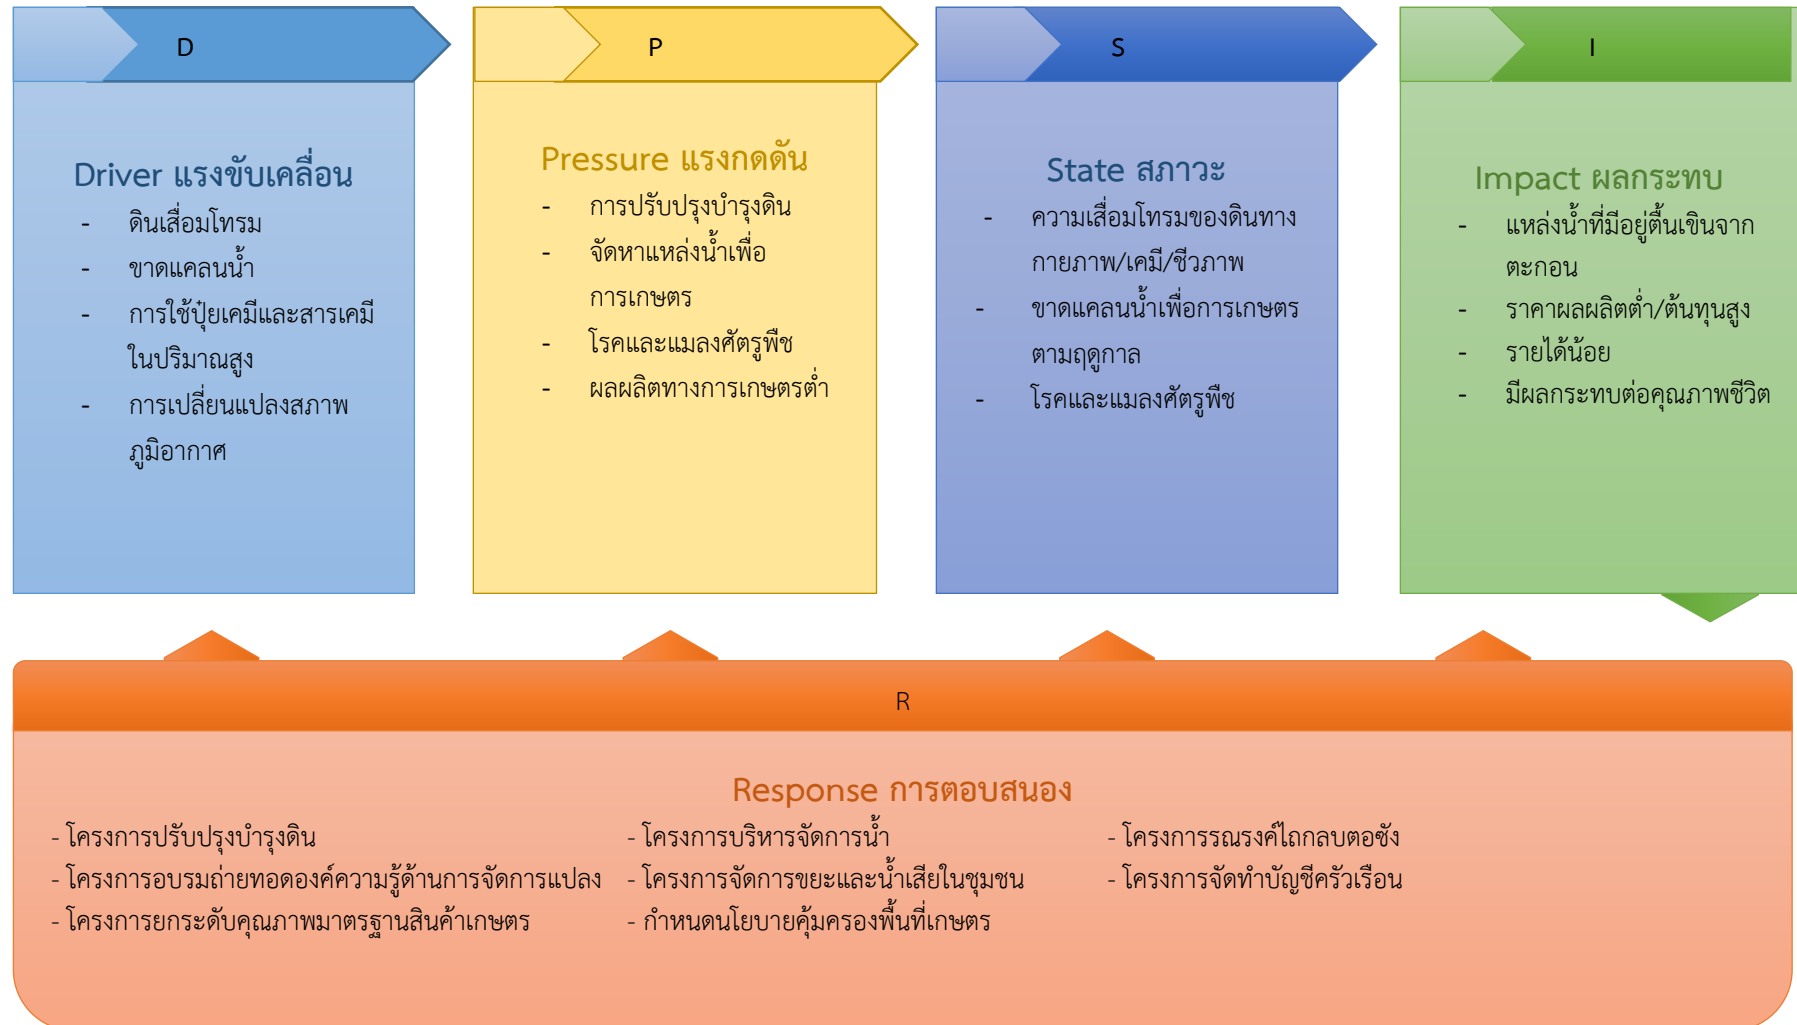 D
Driver แรงขับเคลื่อน
- ดินเสื่อมโทรม
- ขาดแคลนน้ำ
- การใช้ปุ๋ยเคมีและสารเคมี
ในปริมาณสูง
- การเปลี่ยนแปลงสภาพ
ภูมิอากาศ
P
Pressure แรงกดดัน
- การปรับปรุงบำรุงดิน
- จัดหาแหล่งน้ำเพื่อ
การเกษตร
- โรคและแมลงศัตรูพืช
- ผลผลิตทางการเกษตรต่ำ
S
State สภาวะ
- ความเสื่อมโทรมของดินทาง
กายภาพ/เคมี/ชีวภาพ
- ขาดแคลนน้ำเพื่อการเกษตร
ตามฤดูกาล
- โรคและแมลงศัตรูพืช
I
Impact ผลกระทบ
- แหล่งน้ำที่มีอยู่ตื้นเขินจาก
ตะกอน
- ราคาผลผลิตต่ำ/ต้นทุนสูง
- รายได้น้อย
- มีผลกระทบต่อคุณภาพชีวิต
R
Response การตอบสนอง
- โครงการปรับปรุงบำรุงดิน
- โครงการอบรมถ่ายทอดองค์ความรู้ด้านการจัดการแปลง
- โครงการยกระดับคุณภาพมาตรฐานสินค้าเกษตร
- โครงการบริหารจัดการน้ำ
- โครงการจัดการขยะและน้ำเสียในชุมชน
- กำหนดนโยบายคุ้มครองพื้นที่เกษตร
- โครงการรณรงค์ไถกลบตอซัง
- โครงการจัดทำบัญชีครัวเรือน